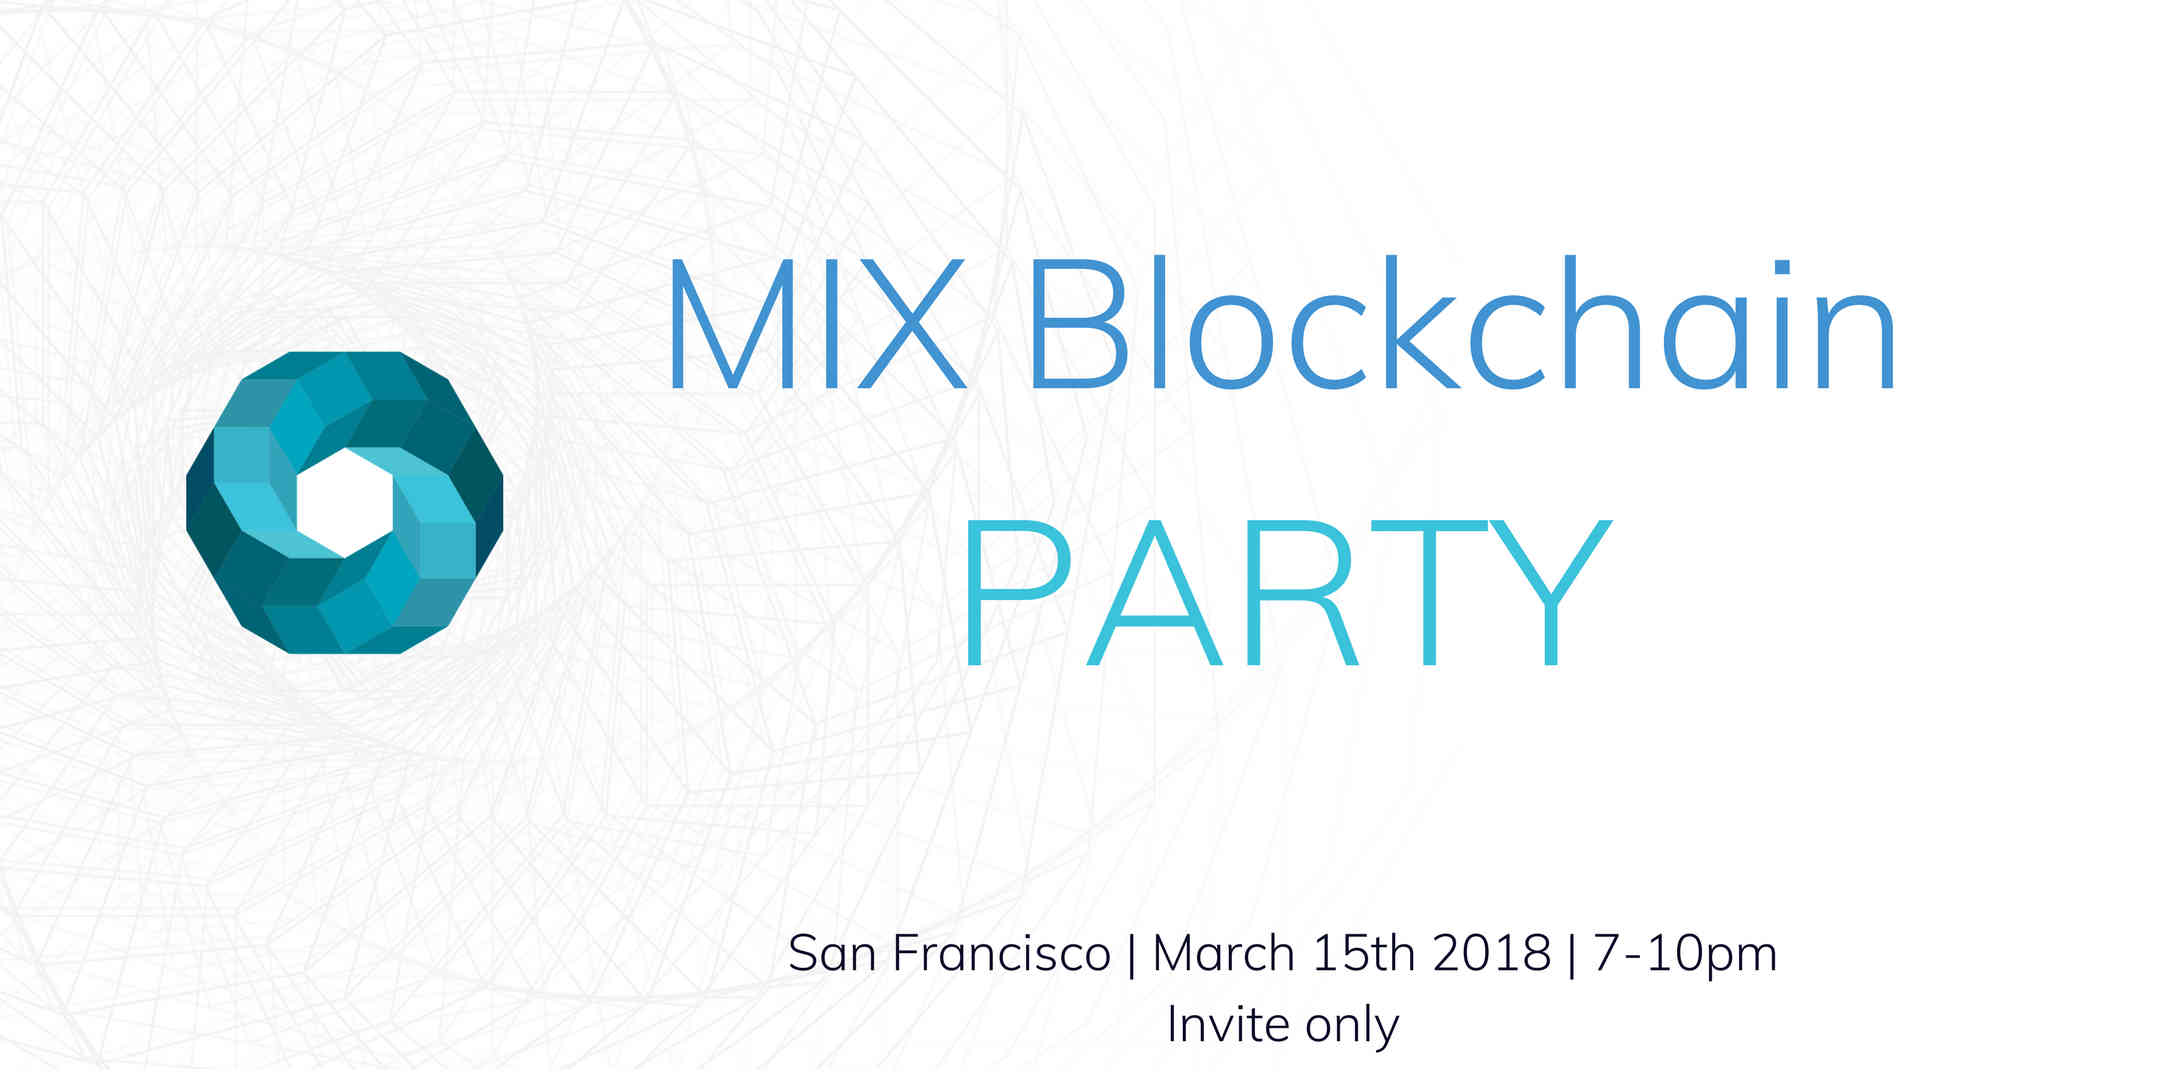 MIX Blockchain
PARTY
San Francisco | March 15th 2018 | 7-10pm
Invite only